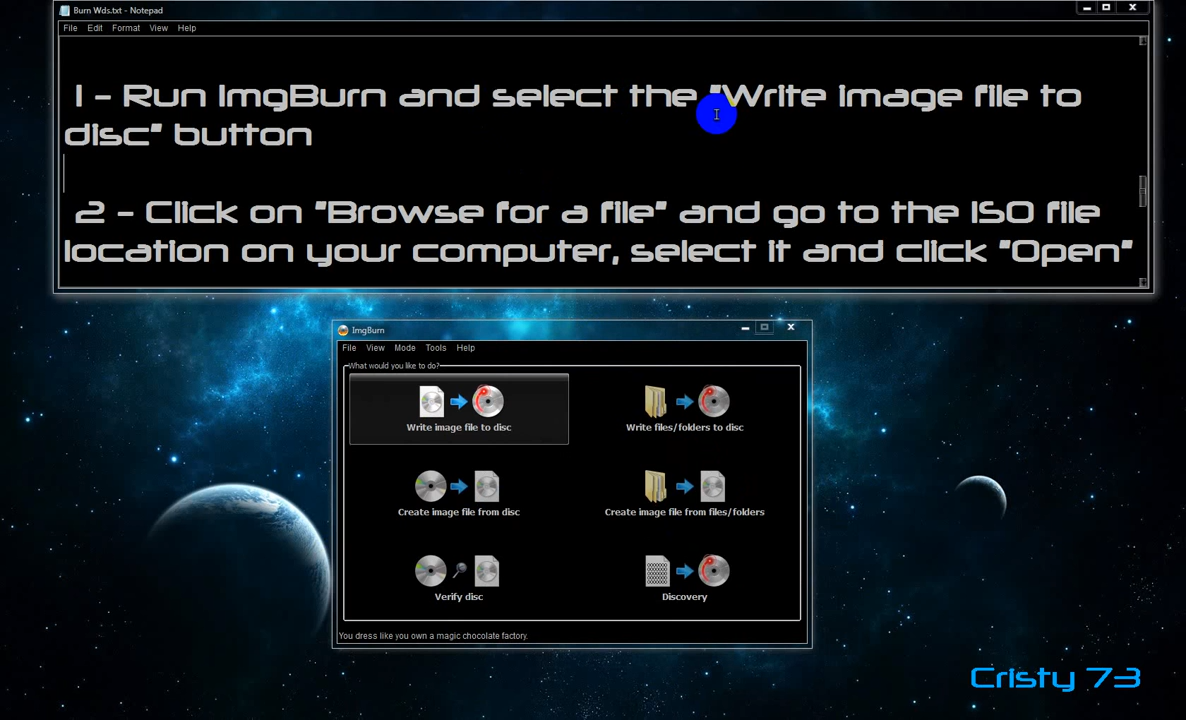 Burn Wds.txt - Notepad
File Edit Format View Help
1 - Run ImgBurn and select the "Write image file to
disc" button
2 - Click on "Browse for a file" and go to the ISO file
location on your computer, select it and click "Open"
ImgBurn
File View Mode Tools Help
What would you like to do?
Write image file to disc
Write files/folders to disc
Create image file from disc
Create image file from files/folders
Verify disc
Discovery
You dress like you own a magic chocolate factory.
Cristy 73